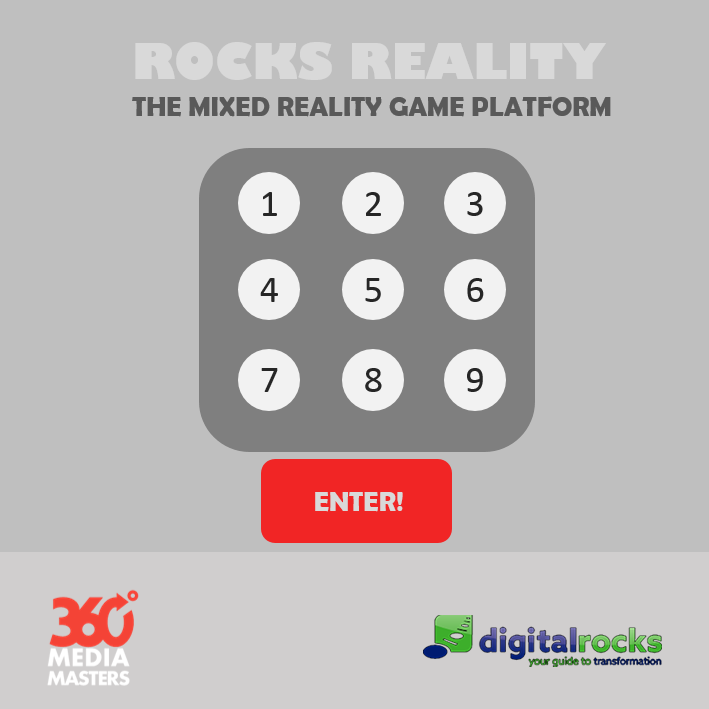 ROCKS REALITY
THE MIXED REALITY GAME PLATFORM
1 2 3
4 5 6
7 8 9
ENTER!
360°
MEDIA
MASTERS
digitalrocks
your guide to transformation